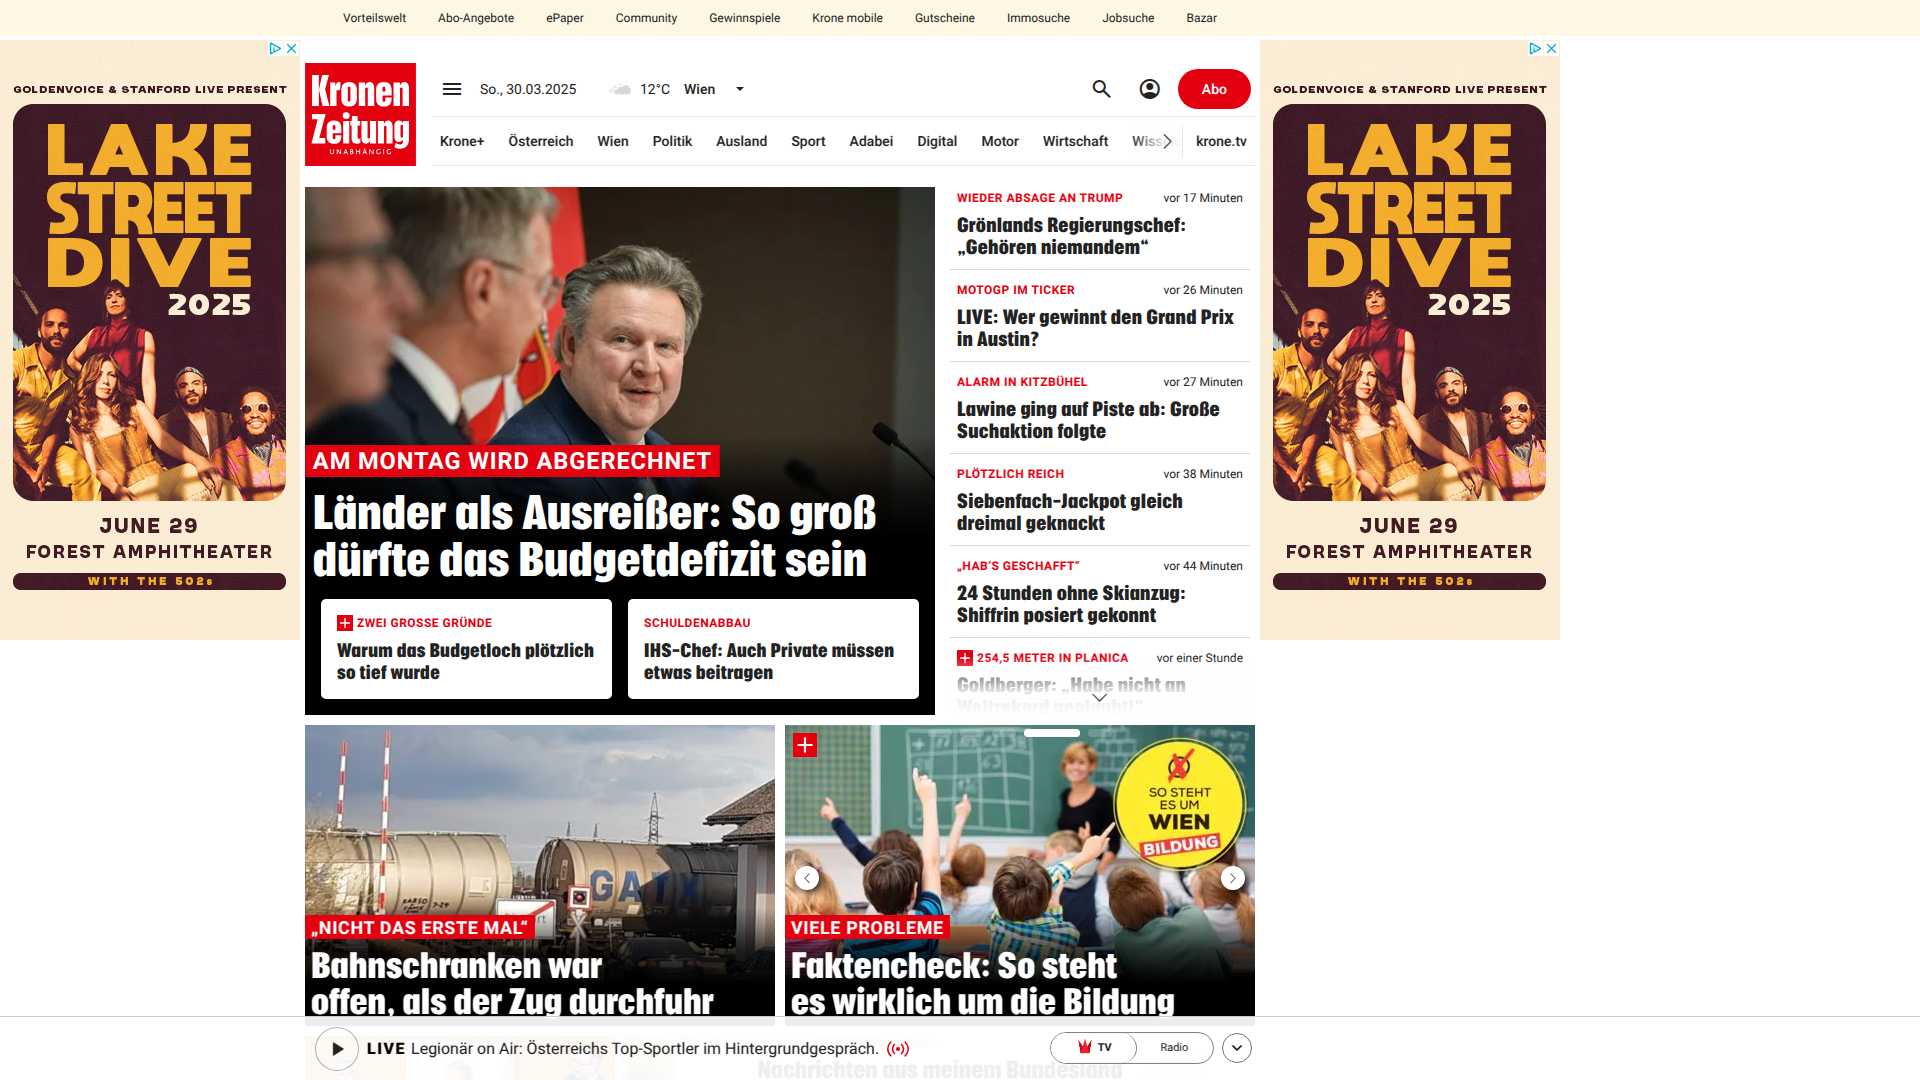 Vorteilswelt Abo-Angebote ePaper Community Gewinnspiele Krone mobile Gutscheine Immosuche Jobsuche Bazar
GOLDENVOICE & STANFORD LIVE PRESENT
LAKE
STREET
DIVE
2025
JUNE 29
FOREST AMPHITHEATER
WITH THE 502s
Kronen
Zeitung
UNABHÄNGIG
So., 30.03.2025 12°C Wien
Abo
Krone+ Österreich Wien Politik Ausland Sport Adabei Digital Motor Wirtschaft Wiss krone.tv
AM MONTAG WIRD ABGERECHNET
Länder als Ausreißer: So groß
dürfte das Budgetdefizit sein
ZWEI GROSSE GRÜNDE
Warum das Budgetloch plötzlich
so tief wurde
SCHULDENABBAU
IHS-Chef: Auch Private müssen
etwas beitragen
WIEDER ABSAGE AN TRUMP vor 17 Minuten
Grönlands Regierungschef:
„Gehören niemandem“
MOTOGP IM TICKER vor 26 Minuten
LIVE: Wer gewinnt den Grand Prix
in Austin?
ALARM IN KITZBÜHEL vor 27 Minuten
Lawine ging auf Piste ab: Große
Suchaktion folgte
PLÖTZLICH REICH vor 38 Minuten
Siebenfach-Jackpot gleich
dreimal geknackt
„HAB’S GESCHAFFT“ vor 44 Minuten
24 Stunden ohne Skianzug:
Shiffrin posiert gekonnt
254,5 METER IN PLANICA vor einer Stunde
Goldberger: „Habe nicht an
Weltrekord geglaubt!“
GOLDENVOICE & STANFORD LIVE PRESENT
LAKE
STREET
DIVE
2025
JUNE 29
FOREST AMPHITHEATER
WITH THE 502s
GATX
„NICHT DAS ERSTE MAL“
Bahnschranken war
offen, als der Zug durchfuhr
SO STEHT
ES UM
WIEN
BILDUNG
VIELE PROBLEME
Faktencheck: So steht
es wirklich um die Bildung
LIVE Legionär on Air: Österreichs Top-Sportler im Hintergrundgespräch.
TV Radio
Nachrichten aus meinem Bundesland